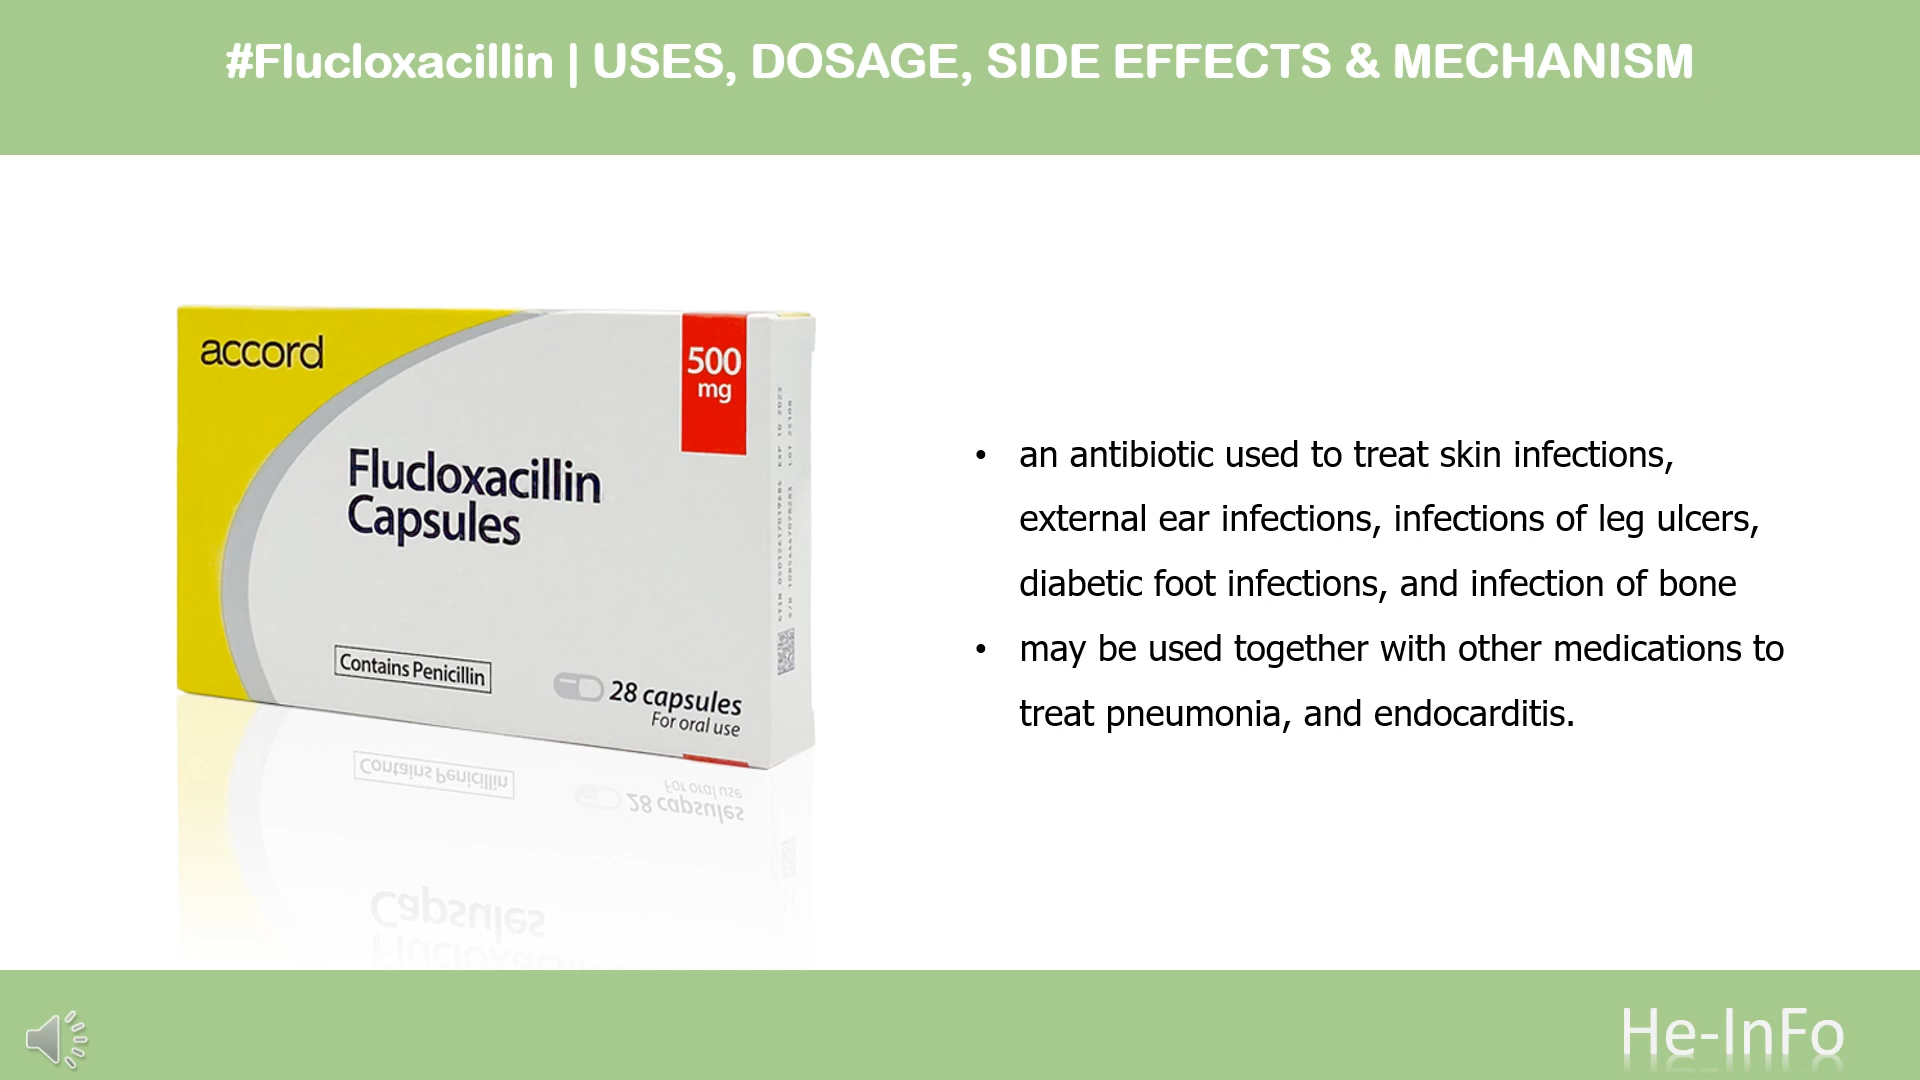 #Flucloxacillin | USES, DOSAGE, SIDE EFFECTS & MECHANISM
accord
500
mg
Flucloxacillin
Capsules
Contains Penicillin
28 capsules
For oral use
• an antibiotic used to treat skin infections,
external ear infections, infections of leg ulcers,
diabetic foot infections, and infection of bone
• may be used together with other medications to
treat pneumonia, and endocarditis.
He-InFo